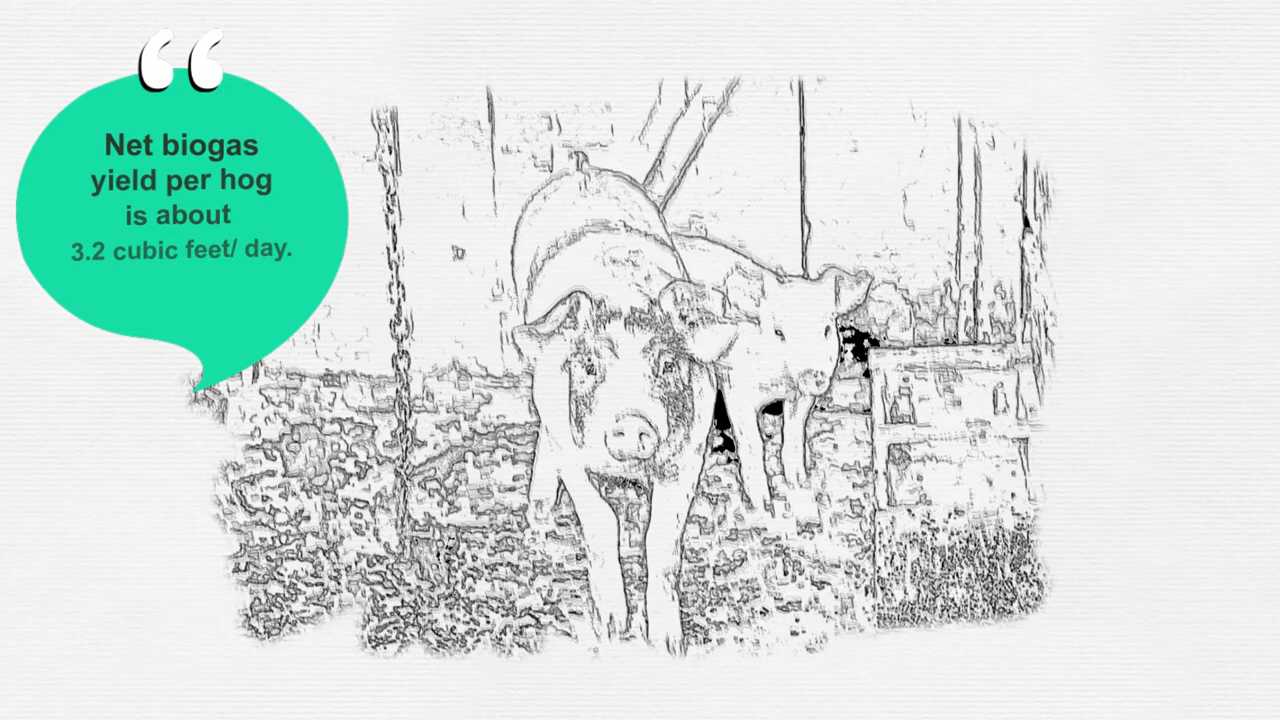 Net biogas
yield per hog
is about
3.2 cubic feet/ day.